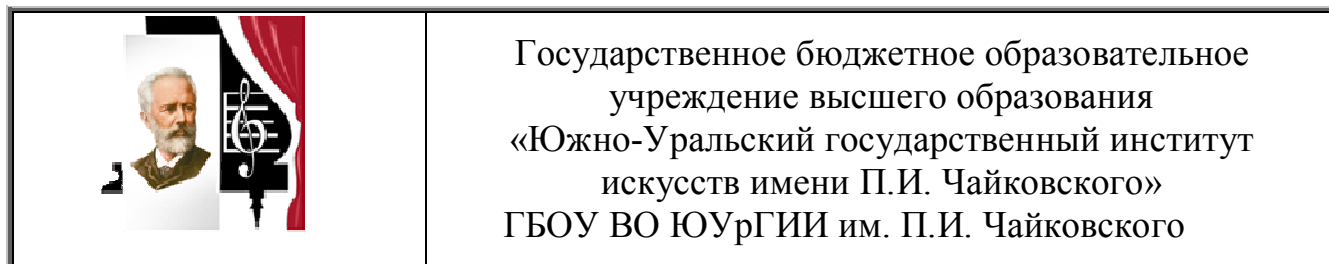 Государственное бюджетное образовательное
учреждение высшего образования
«Южно-Уральский государственный институт
искусств имени П.И. Чайковского»
ГБОУ ВО ЮУрГИИ им. П.И. Чайковского